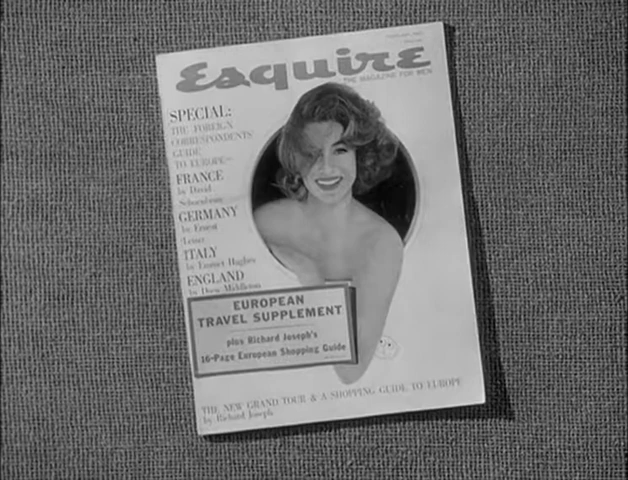 Esquire
THE MAGAZINE FOR MEN
SPECIAL:
THE FOREIGN
CORRESPONDENTS'
GUIDE
TO EUROPE
FRANCE
by David
Schoenbrun
GERMANY
by Ernest
Leiser
ITALY
by Emmet Hughes
ENGLAND
by Drew Middleton
EUROPEAN
TRAVEL SUPPLEMENT
plus Richard Joseph's
16-Page European Shopping Guide
THE NEW GRAND TOUR & A SHOPPING GUIDE TO EUROPE
by Richard Joseph